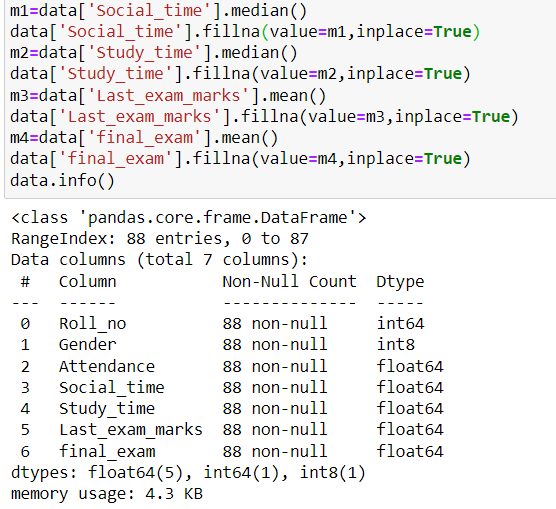 m1=data['Social_time'].median()
data['Social_time'].fillna(value=m1,inplace=True)
m2=data['Study_time'].median()
data['Study_time'].fillna(value=m2,inplace=True)
m3=data['Last_exam_marks'].mean()
data['Last_exam_marks'].fillna(value=m3,inplace=True)
m4=data['final_exam'].mean()
data['final_exam'].fillna(value=m4,inplace=True)
data.info()
<class 'pandas.core.frame.DataFrame'>
RangeIndex: 88 entries, 0 to 87
Data columns (total 7 columns):
 #   Column           Non-Null Count  Dtype
---  ------           --------------  -----
 0   Roll_no          88 non-null     int64
 1   Gender           88 non-null     int8
 2   Attendance       88 non-null     float64
 3   Social_time      88 non-null     float64
 4   Study_time       88 non-null     float64
 5   Last_exam_marks  88 non-null     float64
 6   final_exam       88 non-null     float64
dtypes: float64(5), int64(1), int8(1)
memory usage: 4.3 KB